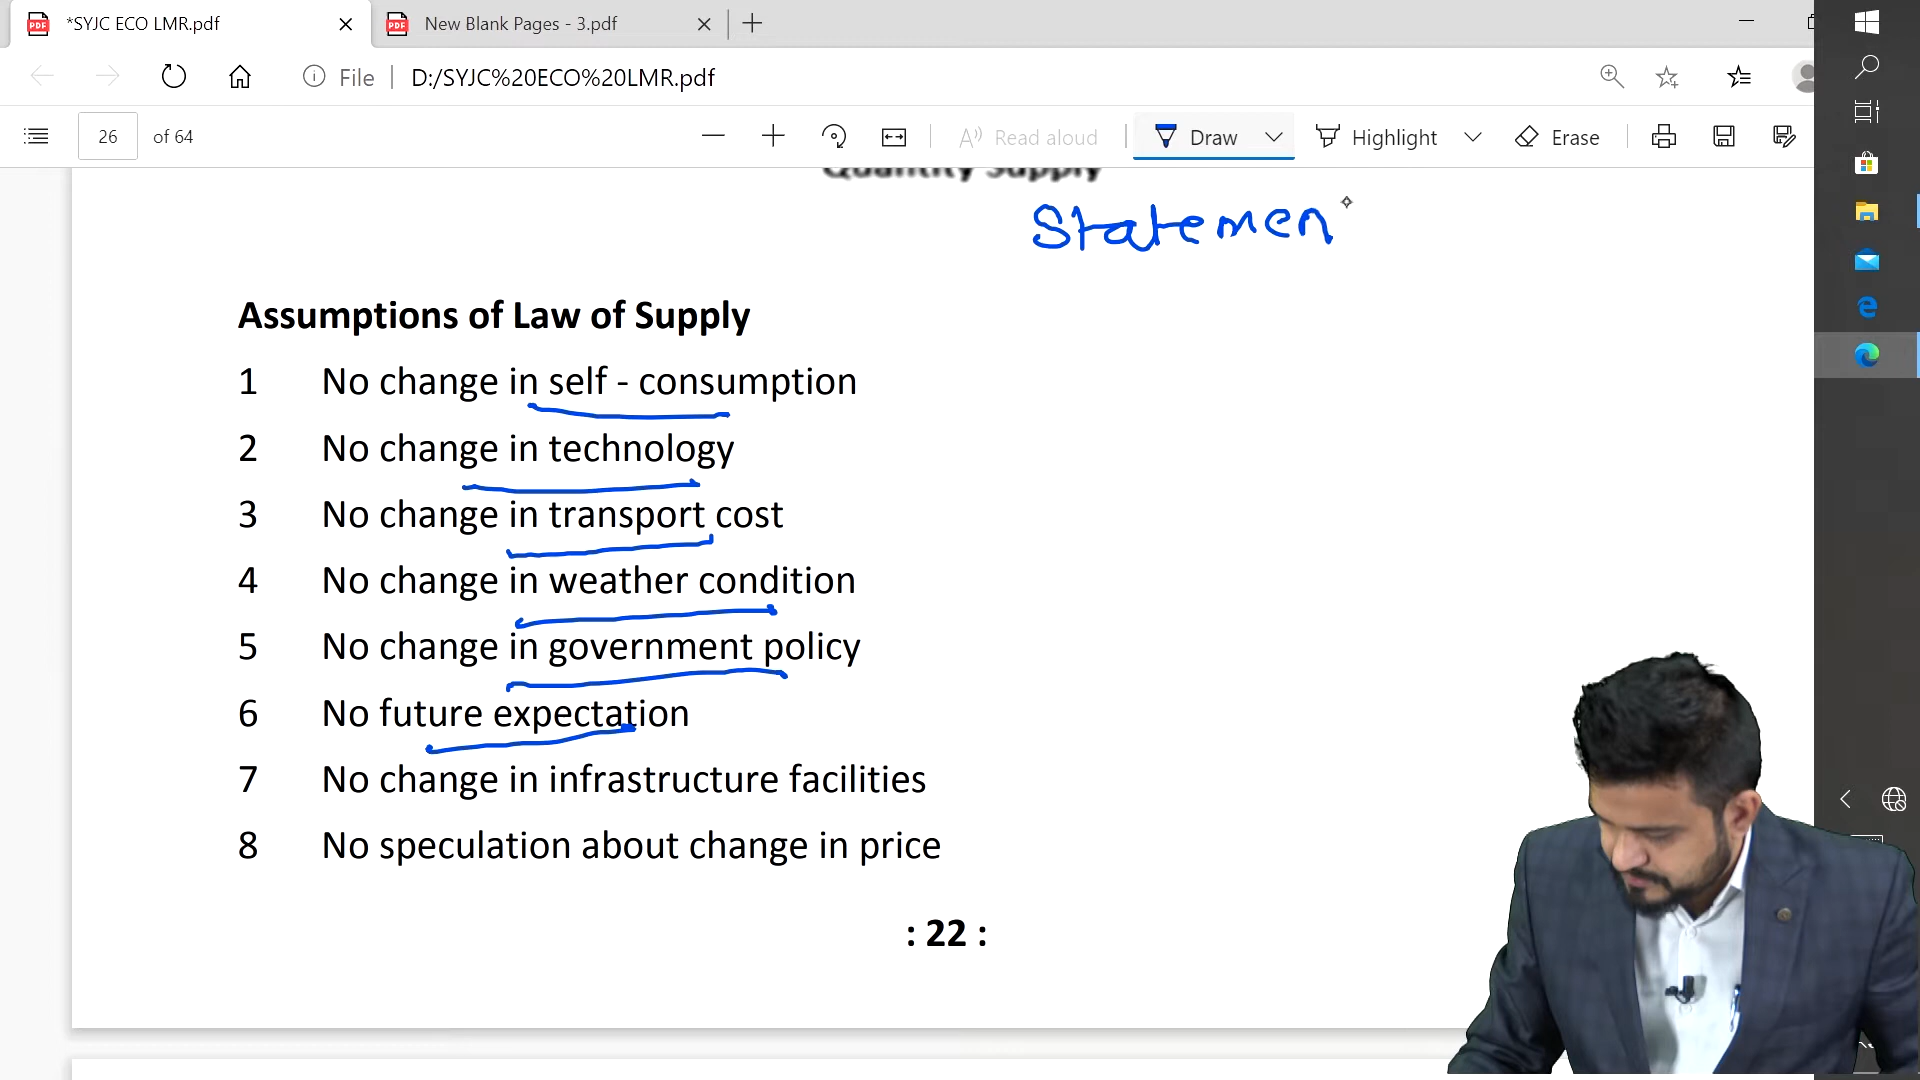 *SYJC ECO LMR.pdf
New Blank Pages - 3.pdf
File
D:/SYJC%20ECO%20LMR.pdf
26 of 64
Read aloud
Draw
Highlight
Erase
Quantity Supply
Statemen
Assumptions of Law of Supply
1 No change in self - consumption
2 No change in technology
3 No change in transport cost
4 No change in weather condition
5 No change in government policy
6 No future expectation
7 No change in infrastructure facilities
8 No speculation about change in price
: 22 :